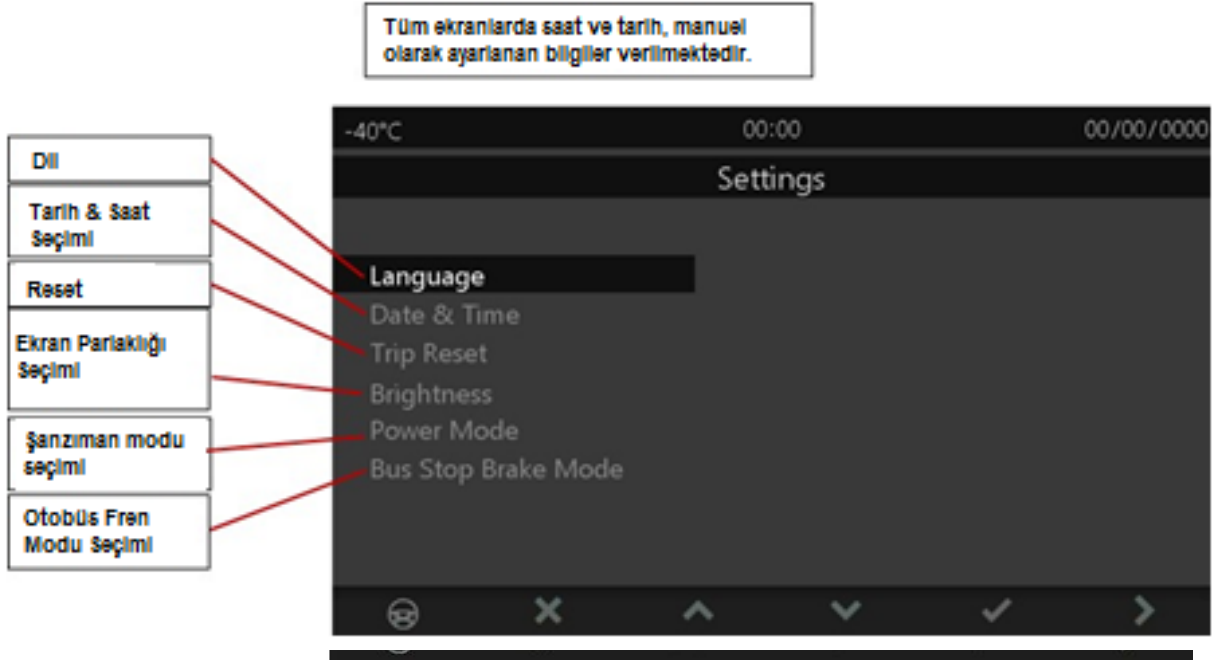 Tüm ekranlarda saat ve tarih, manuel
olarak ayarlanan bilgiler verilmektedir.
-40°C 00:00 00/00/0000
Settings
Dil
Tarih & Saat
Seçimi
Reset
Ekran Parlaklığı
Seçimi
Şanzıman modu
seçimi
Otobüs Fren
Modu Seçimi
Language
Date & Time
Trip Reset
Brightness
Power Mode
Bus Stop Brake Mode